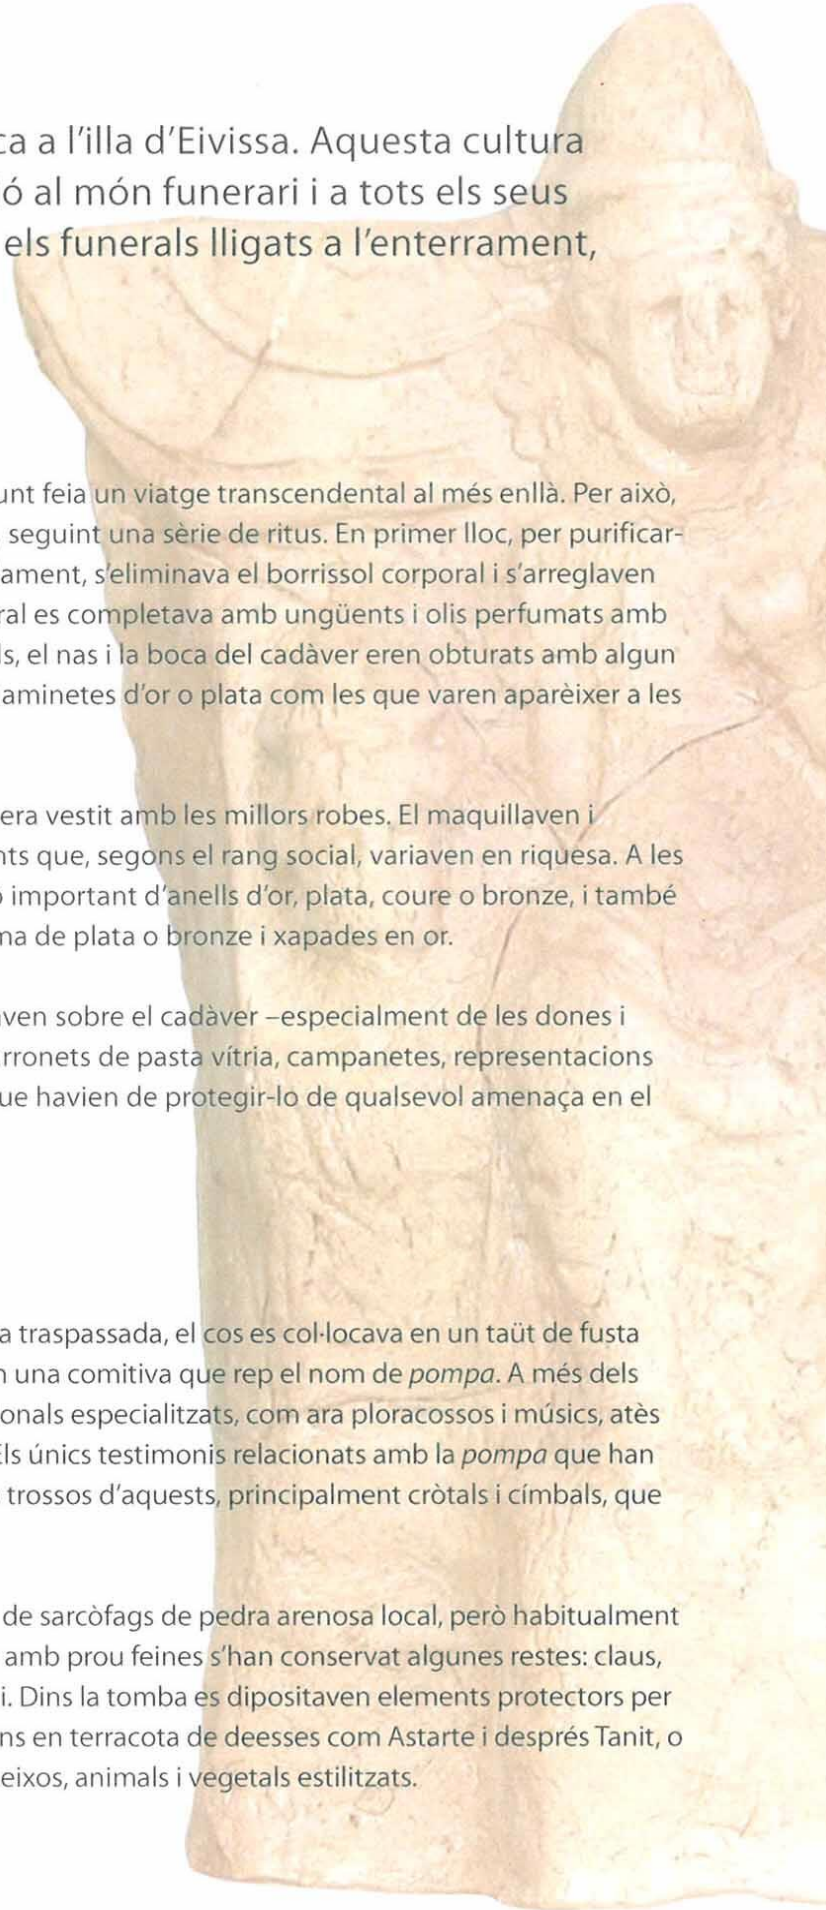 ca a l'illa d'Eivissa. Aquesta cultura
ó al món funerari i a tots els seus
els funerals lligats a l'enterrament,
unt feia un viatge transcendental al més enllà. Per això,
seguint una sèrie de ritus. En primer lloc, per purificar-
ament, s'eliminava el borrissol corporal i s'arreglaven
ral es completava amb ungüents i olis perfumats amb
ls, el nas i la boca del cadàver eren obturats amb algun
aminetes d'or o plata com les que varen aparèixer a les
era vestit amb les millors robes. El maquillaven i
nts que, segons el rang social, variaven en riquesa. A les
important d'anells d'or, plata, coure o bronze, i també
na de plata o bronze i xapades en or.
aven sobre el cadàver –especialment de les dones i
rronets de pasta vítria, campanetes, representacions
ue havien de protegir-lo de qualsevol amenaça en el
a traspassada, el cos es col·locava en un taüt de fusta
una comitiva que rep el nom de pompa. A més dels
onals especialitzats, com ara ploracossos i músics, atès
Els únics testimonis relacionats amb la pompa que han
trossos d'aquests, principalment cròtals i címbals, que
de sarcòfags de pedra arenosa local, però habitualment
amb prou feines s'han conservat algunes restes: claus,
i. Dins la tomba es dipositaven elements protectors per
ns en terracota de deesses com Astarte i després Tanit, o
eixos, animals i vegetals estilitzats.